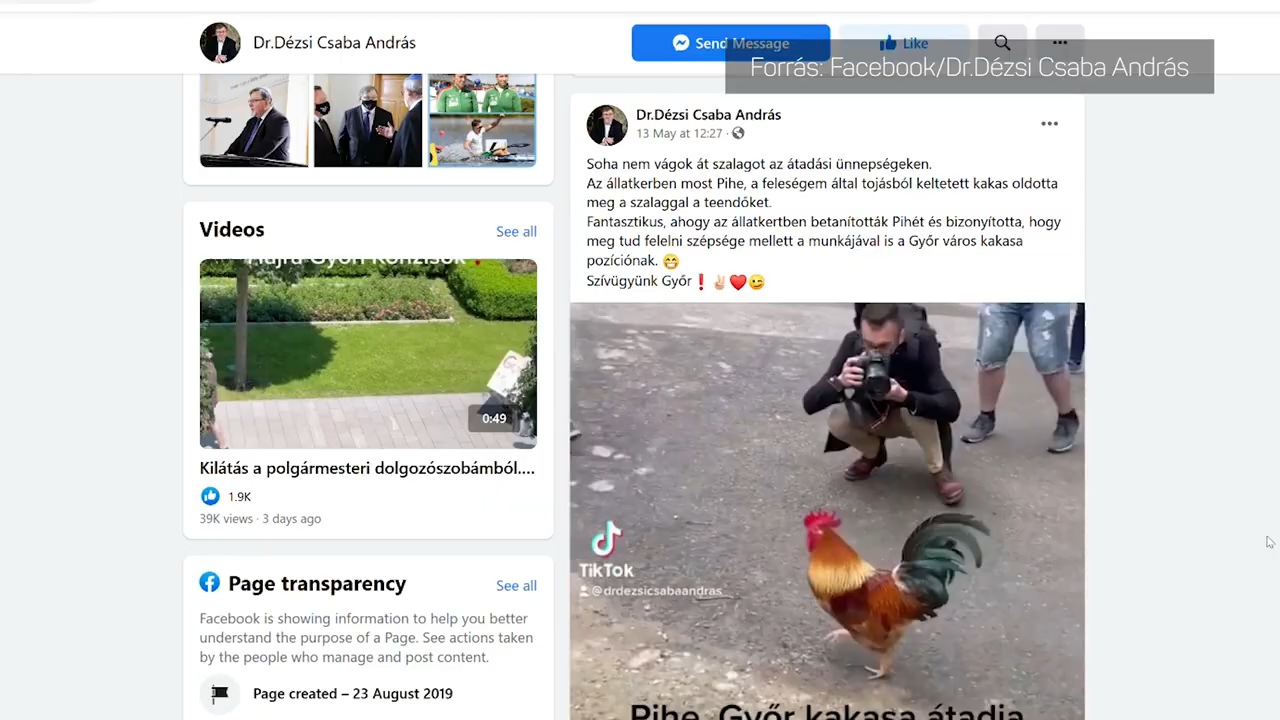 Dr.Dézsi Csaba András
Send Message
Like
Forrás: Facebook/Dr.Dézsi Csaba András
Videos
See all
0:49
Kilátás a polgármesteri dolgozószobámból....
1.9K
39K views · 3 days ago
Page transparency
See all
Facebook is showing information to help you better
understand the purpose of a Page. See actions taken
by the people who manage and post content.
Page created – 23 August 2019
Dr.Dézsi Csaba András
13 May at 12:27 ·
Soha nem vágok át szalagot az átadási ünnepségeken.
Az állatkerben most Pihe, a feleségem által tojásból keltetett kakas oldotta
meg a szalaggal a teendőket.
Fantasztikus, ahogy az állatkertben betanították Pihét és bizonyította, hogy
meg tud felelni szépsége mellett a munkájával is a Győr város kakasa
pozíciónak. 😁
Szívügyünk Győr❗✌🏻❤️😉
TikTok
@drdezsicsabaandras
Pihe, Győr kakasa átadja